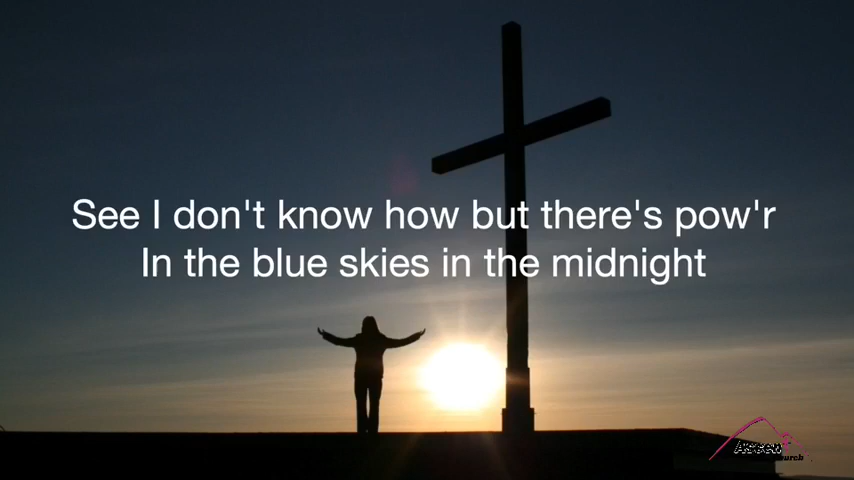 See I don't know how but there's pow'r
In the blue skies in the midnight